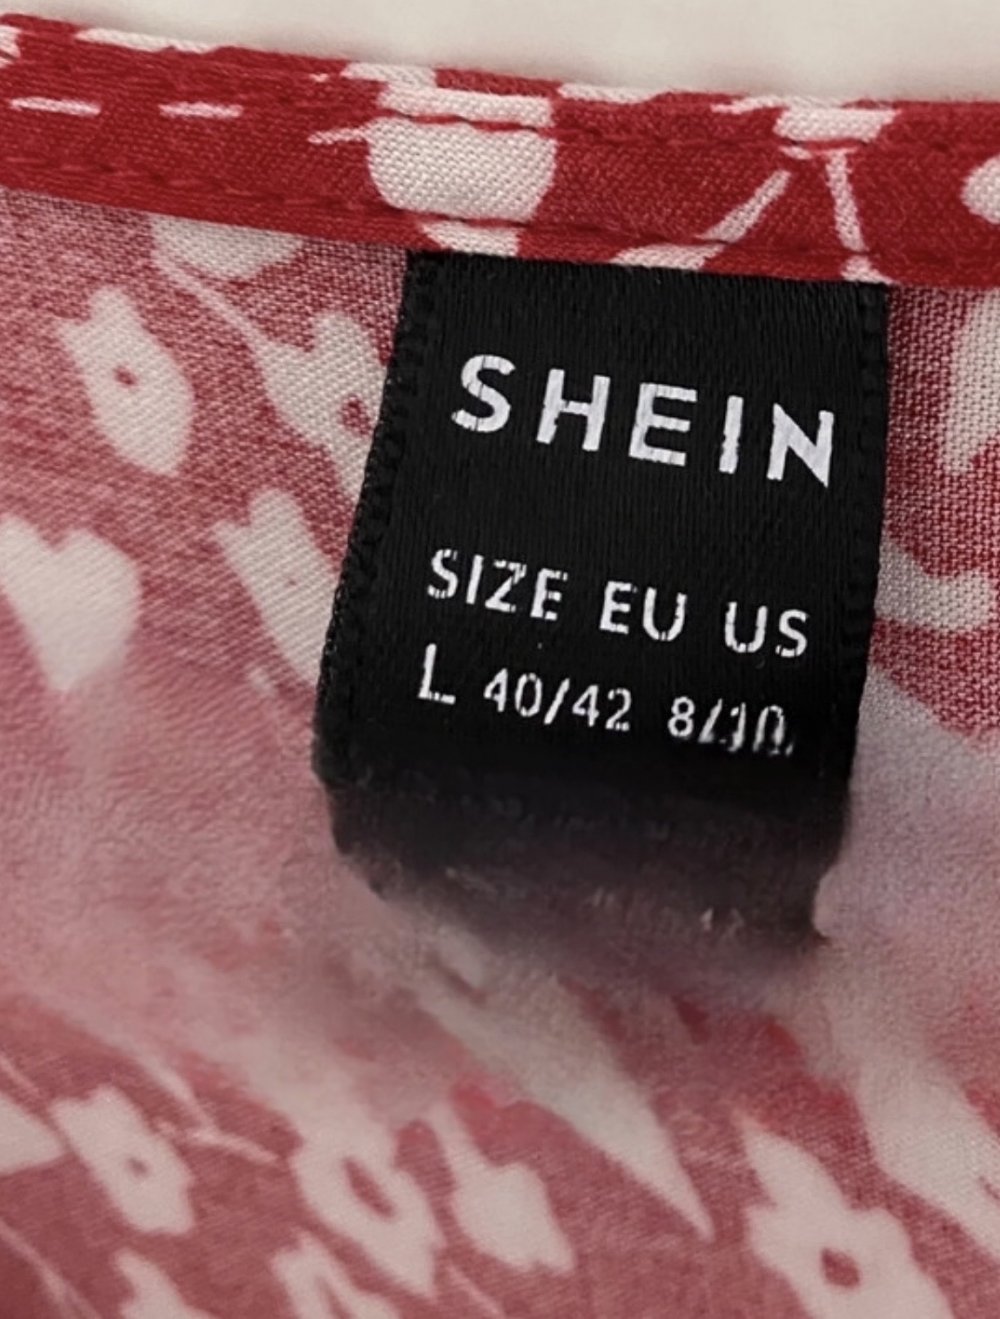 SHEIN
SIZE EU US
L 40/42 8/10